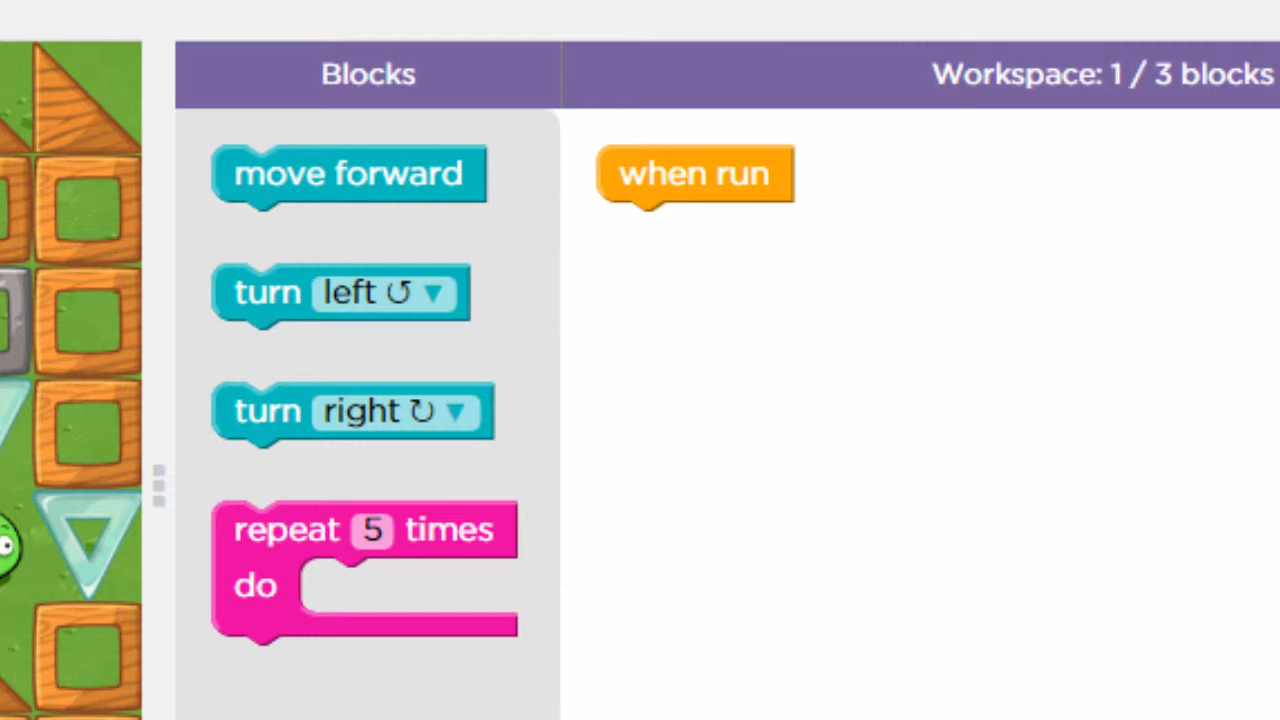 Blocks
Workspace: 1 / 3 blocks
move forward
when run
turn left ↺ ▼
turn right ↻ ▼
repeat 5 times
do